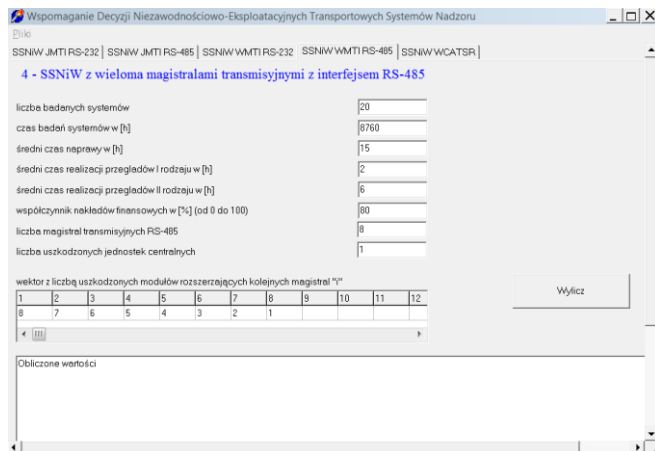 Wspomaganie Decyzji Niezawodnościowo-Eksploatacyjnych Transportowych Systemów Nadzoru
Pliki
SSNiW JMTI RS-232 SSNiW JMTI RS-485 SSNiW WMTI RS-232 SSNiW WMTI RS-485 SSNiW WCATSR
4 - SSNiW z wieloma magistralami transmisyjnymi z interfejsem RS-485
liczba badanych systemów 20
czas badań systemów w [h] 8760
średni czas naprawy w [h] 15
średni czas realizacji przegladów I rodzaju w [h] 2
średni czas realizacji przegladów II rodzaju w [h] 6
współczynnik nakładów finansowych w [%] (od 0 do 100) 80
liczba magistral transmisyjnych RS-485 8
liczba uszkodzonych jednostek centralnych 1
wektor z liczbą uszkodzonych modułów rozszerzających kolejnych magistral "i"
1 2 3 4 5 6 7 8 9 10 11 12
8 7 6 5 4 3 2 1
Wylicz
Obliczone wartości